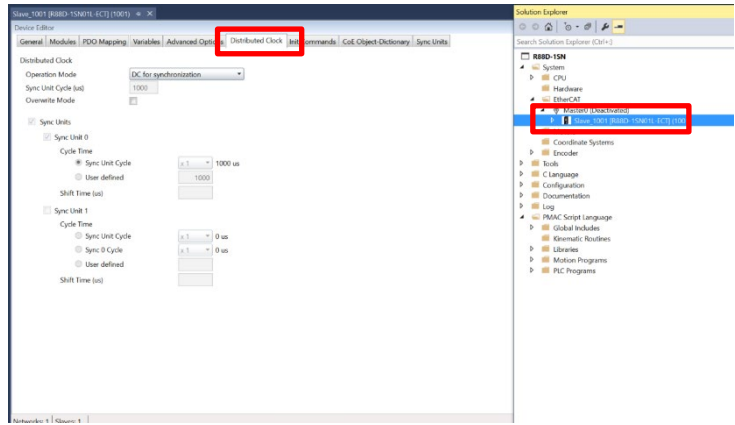 Slave_1001 [R88D-1SN01L-ECT] (1001)
Device Editor
General Modules PDO Mapping Variables Advanced Options Distributed Clock Init Commands CoE Object-Dictionary Sync Units
Distributed Clock
Operation Mode DC for synchronization
Sync Unit Cycle (us) 1000
Overwrite Mode
Sync Units
Sync Unit 0
Cycle Time
Sync Unit Cycle x 1 1000 us
User defined 1000
Shift Time (us)
Sync Unit 1
Cycle Time
Sync Unit Cycle x 1 0 us
Sync 0 Cycle x 1 0 us
User defined
Shift Time (us)
Networks: 1 Slaves: 1
Solution Explorer
Search Solution Explorer (Ctrl+;)
R88D-1SN
System
CPU
Hardware
EtherCAT
Master0 [Deactivated]
Slave_1001 [R88D-1SN01L-ECT] (100
Coordinate Systems
Encoder
Tools
C Language
Configuration
Documentation
Log
PMAC Script Language
Global Includes
Kinematic Routines
Libraries
Motion Programs
PLC Programs